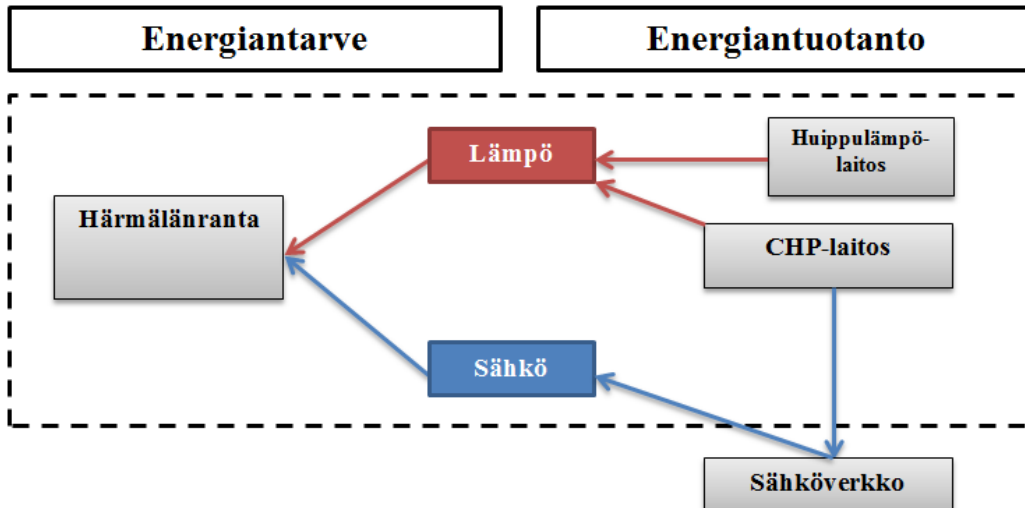 Energiantarve
Energiantuotanto
Lämpö
Huippulämpö-
laitos
Härmälänranta
CHP-laitos
Sähkö
Sähköverkko